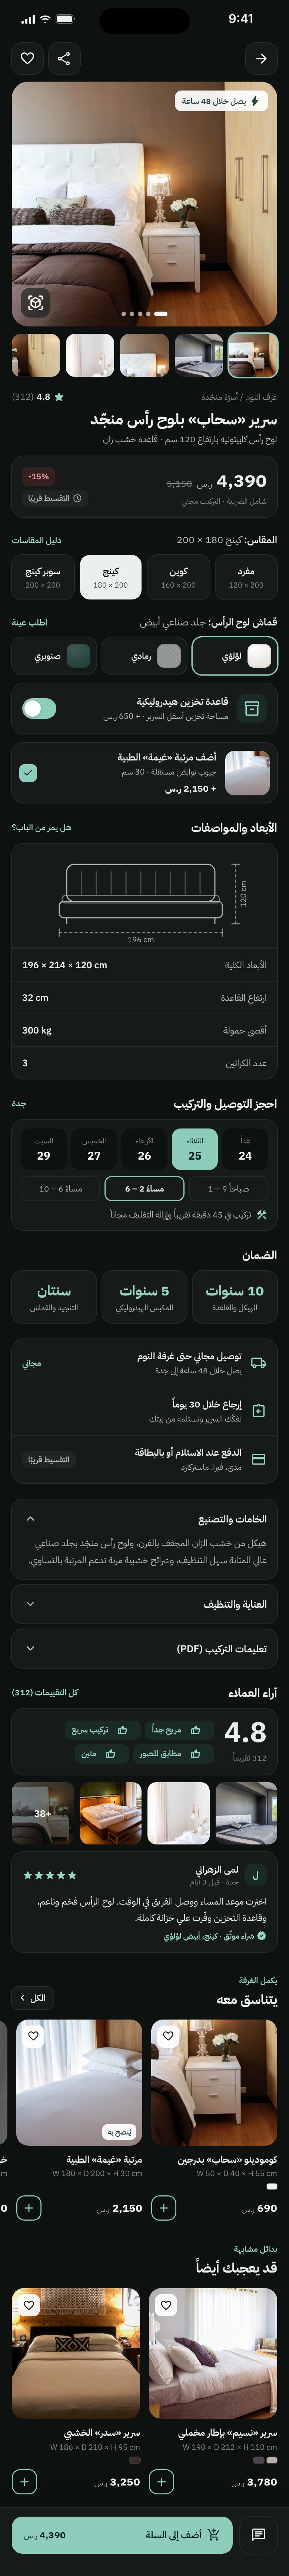 9:41
يصل خلال 48 ساعة
غرف النوم / أسرّة منجّدة
4.8 (312)
سرير «سحاب» بلوح رأس منجّد
لوح رأس كابيتونيه بارتفاع 120 سم · قاعدة خشب زان
4,390 ر.س 5,150
-15%
شامل الضريبة · التركيب مجاني
التقسيط قريبًا
المقاس: كينج 180 × 200
دليل المقاسات
مفرد
120 × 200
كوين
160 × 200
كينج
180 × 200
سوبر كينج
200 × 200
قماش لوح الرأس: جلد صناعي أبيض
اطلب عينة
لؤلؤي
رمادي
صنوبري
قاعدة تخزين هيدروليكية
مساحة تخزين أسفل السرير · + 650 ر.س
أضف مرتبة «غيمة» الطبية
جيوب نوابض مستقلة · 30 سم
+ 2,150 ر.س
الأبعاد والمواصفات
هل يمر من الباب؟
120 cm
196 cm
الأبعاد الكلية
196 × 214 × 120 cm
ارتفاع القاعدة
32 cm
أقصى حمولة
300 kg
عدد الكراتين
3
احجز التوصيل والتركيب
جدة
غداً
24
الثلاثاء
25
الأربعاء
26
الخميس
27
السبت
29
صباحاً 9 – 1
مساءً 2 – 6
مساءً 6 – 10
تركيب في 45 دقيقة تقريباً وإزالة التغليف مجاناً
الضمان
10 سنوات
الهيكل والقاعدة
5 سنوات
المكبس الهيدروليكي
سنتان
التنجيد والقماش
توصيل مجاني حتى غرفة النوم
يصل خلال 48 ساعة إلى جدة
مجاني
إرجاع خلال 30 يوماً
نفكّك السرير ونستلمه من بيتك
الدفع عند الاستلام أو بالبطاقة
مدى، فيزا، ماستركارد
التقسيط قريبًا
الخامات والتصنيع
هيكل من خشب الزان المجفف بالفرن، ولوح رأس منجّد بجلد صناعي
عالي المتانة سهل التنظيف، وشرائح خشبية مرنة تدعم المرتبة بالتساوي.
العناية والتنظيف
تعليمات التركيب (PDF)
آراء العملاء
كل التقييمات (312)
4.8
312 تقييماً
مريح جداً
تركيب سريع
مطابق للصور
متين
38+
ل
لمى الزهراني
جدة · قبل 3 أيام
اخترت موعد المساء ووصل الفريق في الوقت. لوح الرأس فخم وناعم،
وقاعدة التخزين وفّرت علي خزانة كاملة.
شراء موثّق · كينج، أبيض لؤلؤي
يكمل الغرفة
يتناسق معه
الكل
يُنصح به
كومودينو «سحاب» بدرجين
W 50 × D 40 × H 55 cm
690 ر.س
مرتبة «غيمة» الطبية
W 180 × D 200 × H 30 cm
2,150 ر.س
بدائل مشابهة
قد يعجبك أيضاً
سرير «نسيم» بإطار مخملي
W 190 × D 212 × H 110 cm
3,780 ر.س
سرير «سدر» الخشبي
W 186 × D 210 × H 95 cm
3,250 ر.س
أضف إلى السلة
4,390 ر.س